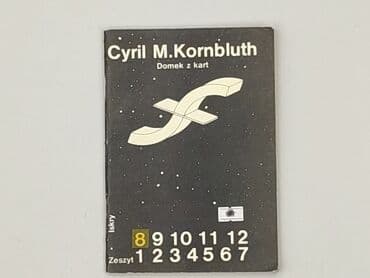 Cyril M. Kornbluth
Domek z kart
Iskry
8 9 10 11 12
Zeszyt 1 2 3 4 5 6 7